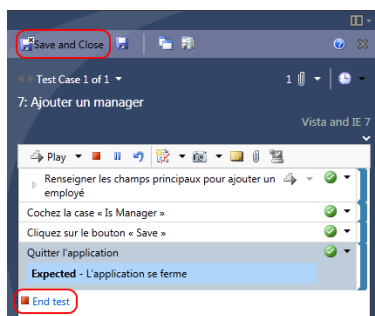 Save and Close
Test Case 1 of 1
1
7: Ajouter un manager
Vista and IE 7
Play
Renseigner les champs principaux pour ajouter un
employé
Cochez la case « Is Manager »
Cliquez sur le bouton « Save »
Quitter l'application
Expected - L'application se ferme
End test